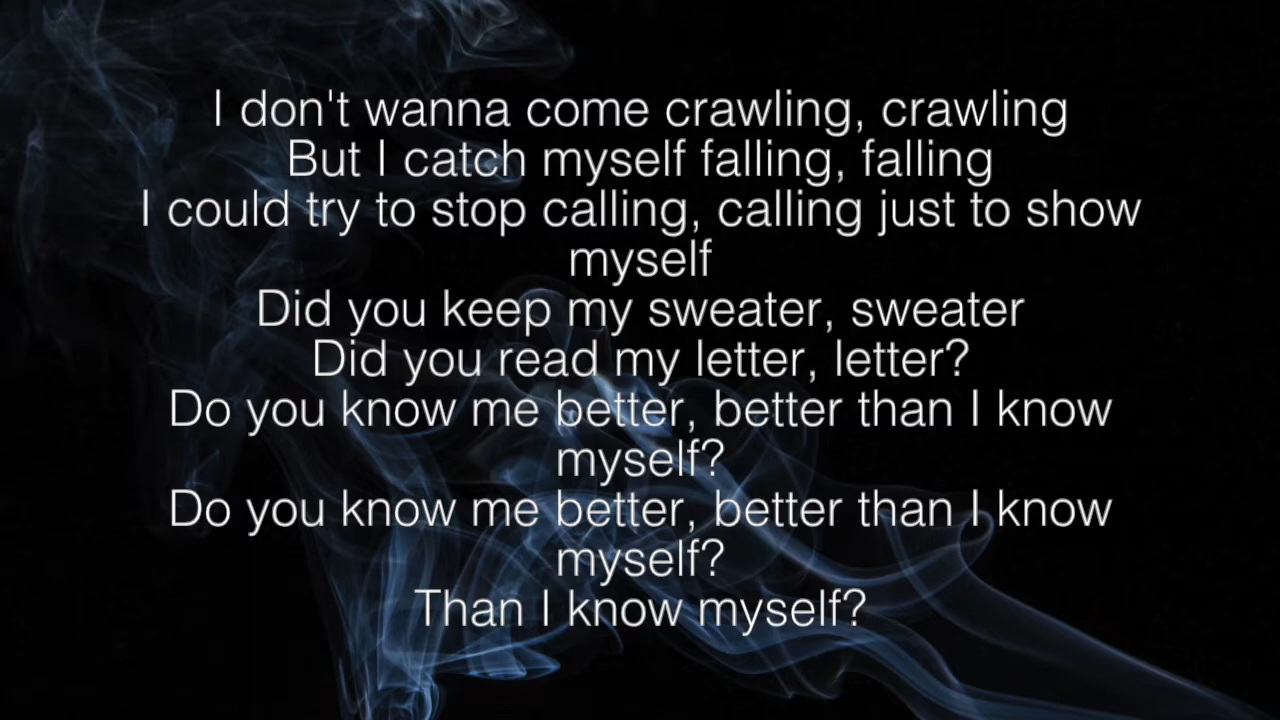 I don't wanna come crawling, crawling
But I catch myself falling, falling
I could try to stop calling, calling just to show
myself
Did you keep my sweater, sweater
Did you read my letter, letter?
Do you know me better, better than I know
myself?
Do you know me better, better than I know
myself?
Than I know myself?